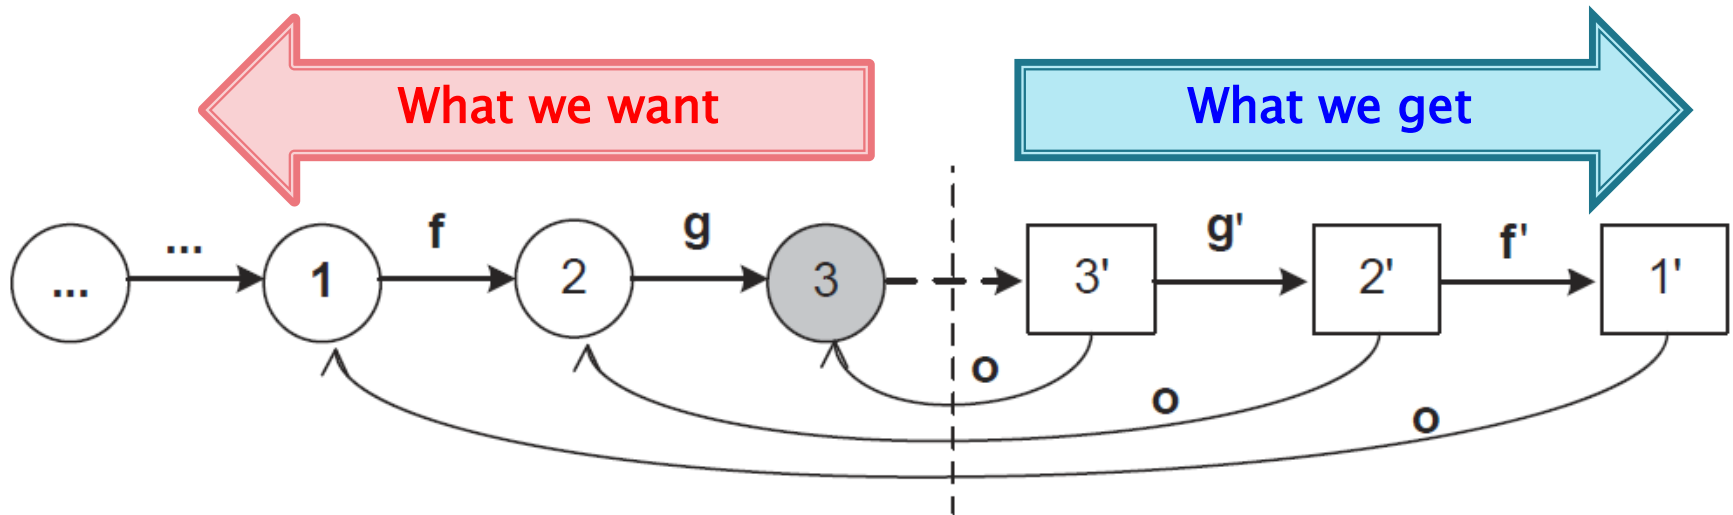 What we want
What we get
... f g g' f'
... 1 2 3 3' 2' 1'
o
o
o